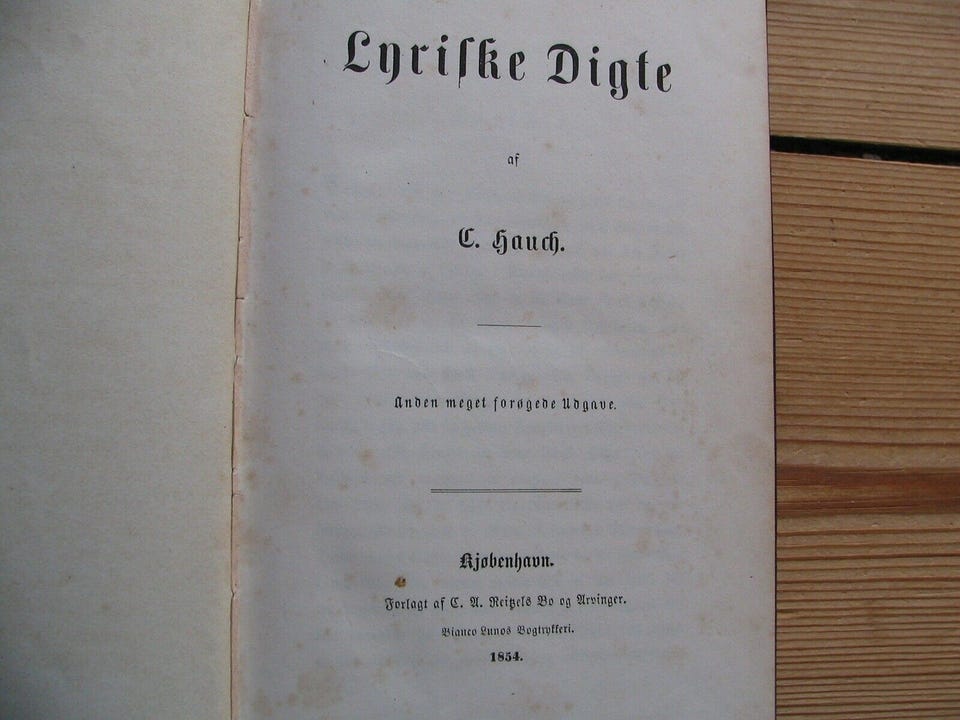 Lyriſke Digte
af
C. Hauch.
Anden meget forøgede Udgave.
Kjøbenhavn.
Forlagt af C. A. Reitzels Bo og Arvinger.
Bianco Lunos Bogtrykkeri.
1854.